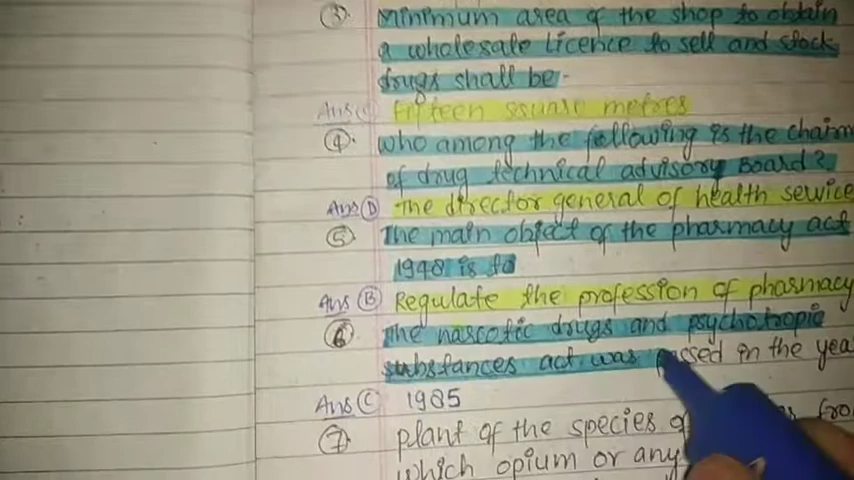 (3). Minimum area of the shop to obtain
a wholesale Licence to sell and stock
drugs shall be-
Ans (C) Fifteen square metres
(4). who among the following is the chairm
of drug technical advisory Board?
Ans (D) The director general of health service
(5). The main object of the pharmacy act
1948 is to
Ans (B) Regulate the profession of pharmacy
(6). The narcotic drugs and psychotropic
substances act was passed in the yea
Ans (C) 1985
(7). plant of the species
which opium or any